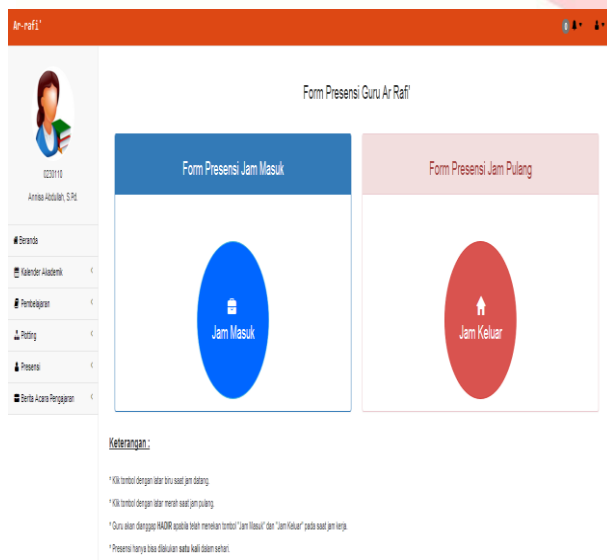 Ar-rafi'
0
0230110
Annisa Abdullah, S.Pd.
Beranda
Kalender Akademik
Pembelajaran
Plotting
Presensi
Berita Acara Pengajaran
Form Presensi Guru Ar Rafi'
Form Presensi Jam Masuk
Jam Masuk
Form Presensi Jam Pulang
Jam Keluar
Keterangan :
* Klik tombol dengan latar biru saat jam datang.
* Klik tombol dengan latar merah saat jam pulang.
* Guru akan dianggap HADIR apabila telah menekan tombol "Jam Masuk" dan "Jam Keluar" pada saat jam kerja.
* Presensi hanya bisa dilakukan satu kali dalam sehari.